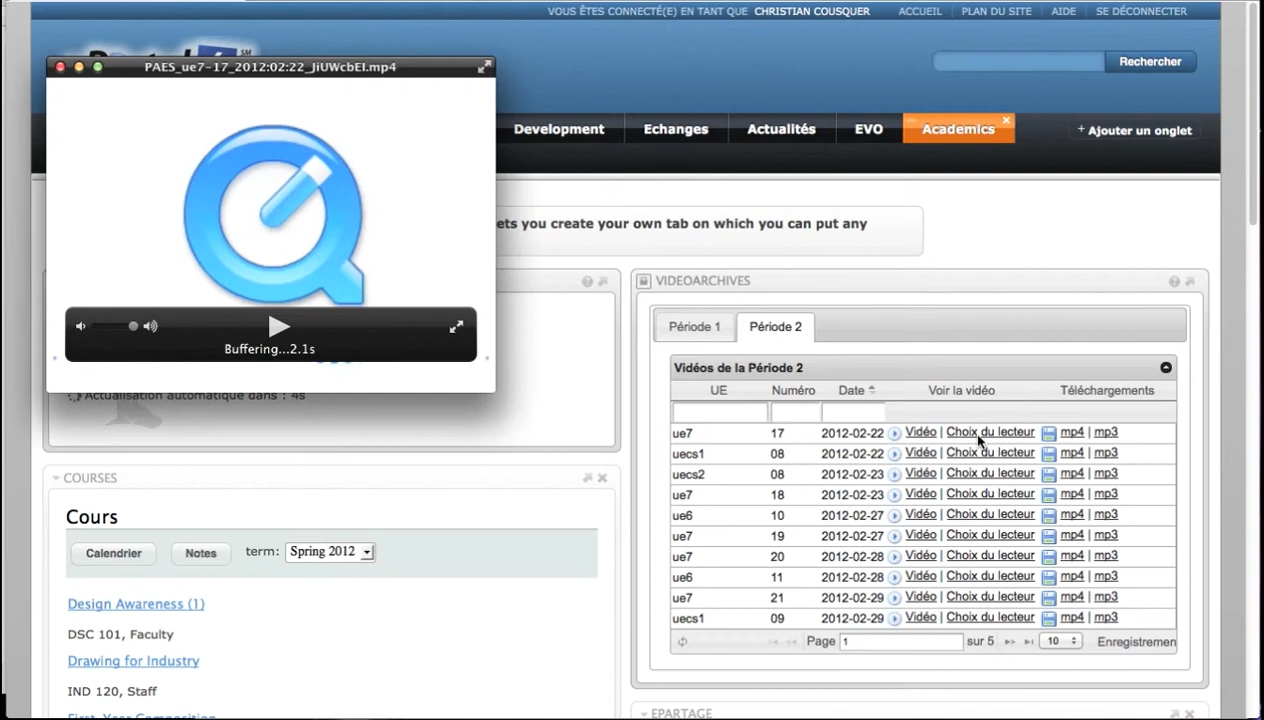 VOUS ÊTES CONNECTÉ(E) EN TANT QUE CHRISTIAN COUSQUER ACCUEIL PLAN DU SITE AIDE SE DÉCONNECTER
Rechercher
PAES_ue7-17_2012:02:22_JiUWcbEI.mp4
Development Echanges Actualités EVO Academics + Ajouter un onglet
ets you create your own tab on which you can put any
Buffering...2.1s
Actualisation automatique dans : 4s
COURSES
Cours
Calendrier Notes term: Spring 2012
Design Awareness (1)
DSC 101, Faculty
Drawing for Industry
IND 120, Staff
First-Year Composition
VIDEOARCHIVES
Période 1 Période 2
Vidéos de la Période 2
UE Numéro Date Voir la vidéo Téléchargements
ue7 17 2012-02-22 Vidéo | Choix du lecteur mp4 | mp3
uecs1 08 2012-02-22 Vidéo | Choix du lecteur mp4 | mp3
uecs2 08 2012-02-23 Vidéo | Choix du lecteur mp4 | mp3
ue7 18 2012-02-23 Vidéo | Choix du lecteur mp4 | mp3
ue6 10 2012-02-27 Vidéo | Choix du lecteur mp4 | mp3
ue7 19 2012-02-27 Vidéo | Choix du lecteur mp4 | mp3
ue7 20 2012-02-28 Vidéo | Choix du lecteur mp4 | mp3
ue6 11 2012-02-28 Vidéo | Choix du lecteur mp4 | mp3
ue7 21 2012-02-29 Vidéo | Choix du lecteur mp4 | mp3
uecs1 09 2012-02-29 Vidéo | Choix du lecteur mp4 | mp3
Page 1 sur 5 10 Enregistremen
EPARTAGE